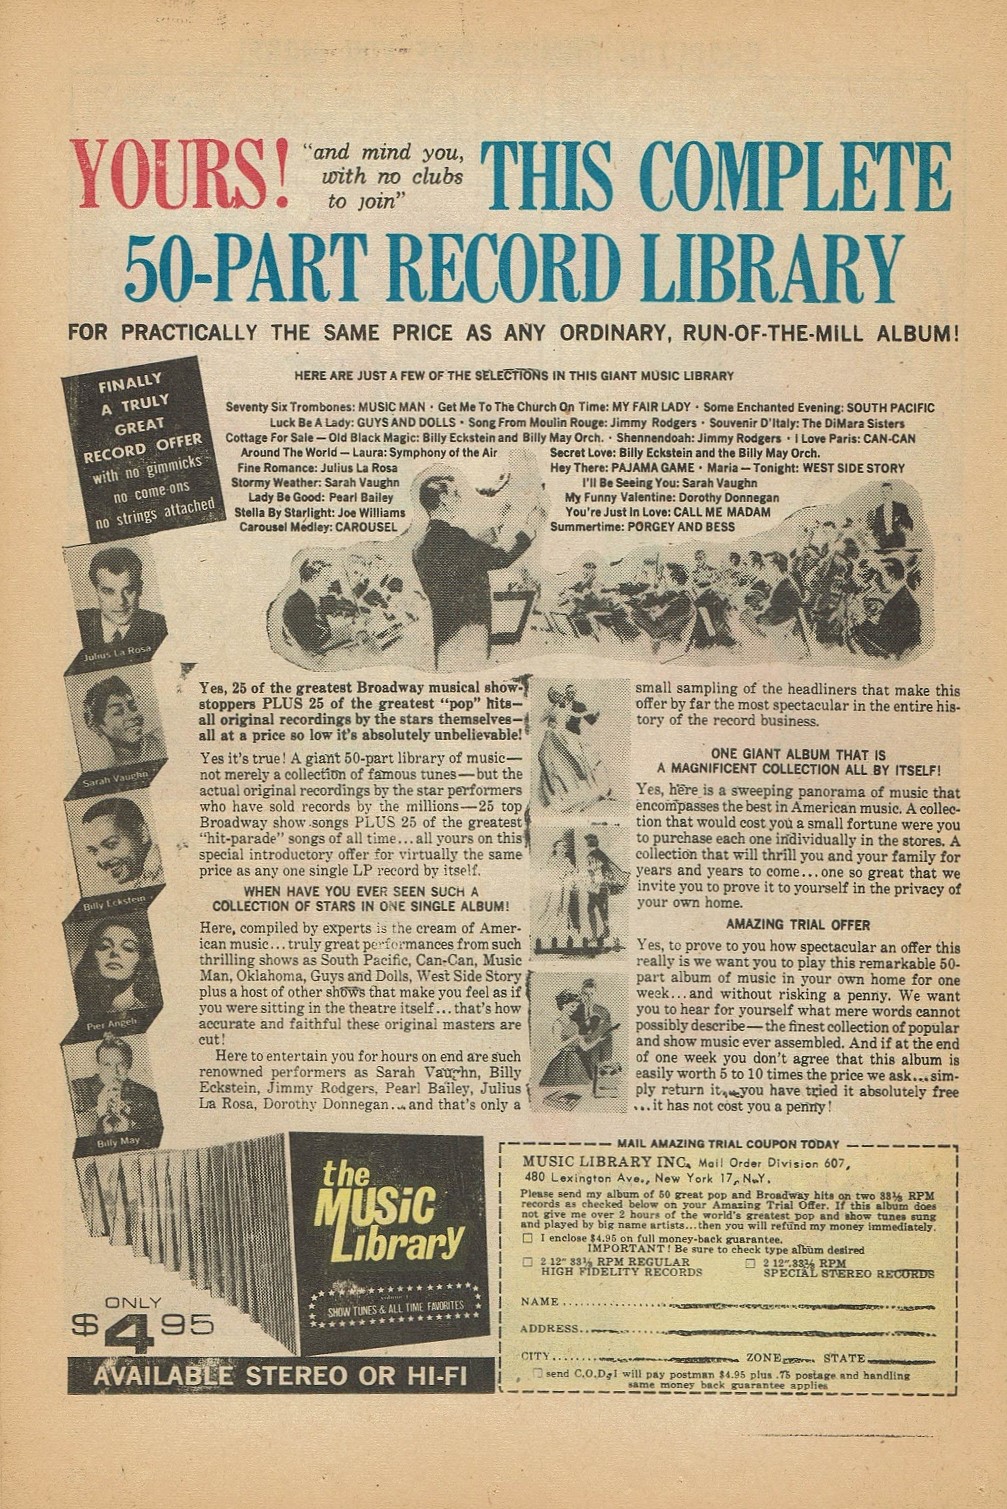 YOURS! "and mind you, with no clubs to join" THIS COMPLETE
50-PART RECORD LIBRARY
FOR PRACTICALLY THE SAME PRICE AS ANY ORDINARY, RUN-OF-THE-MILL ALBUM!
FINALLY
A TRULY
GREAT
RECORD OFFER
with no gimmicks
no come-ons
no strings attached
HERE ARE JUST A FEW OF THE SELECTIONS IN THIS GIANT MUSIC LIBRARY
Seventy Six Trombones: MUSIC MAN · Get Me To The Church On Time: MY FAIR LADY · Some Enchanted Evening: SOUTH PACIFIC
Luck Be A Lady: GUYS AND DOLLS · Song From Moulin Rouge: Jimmy Rodgers · Souvenir D'Italy: The DiMara Sisters
Cottage For Sale — Old Black Magic: Billy Eckstein and Billy May Orch. · Shennendoah: Jimmy Rodgers · I Love Paris: CAN-CAN
Around The World — Laura: Symphony of the Air
Fine Romance: Julius La Rosa
Stormy Weather: Sarah Vaughn
Lady Be Good: Pearl Bailey
Stella By Starlight: Joe Williams
Carousel Medley: CAROUSEL
Secret Love: Billy Eckstein and the Billy May Orch.
Hey There: PAJAMA GAME · Maria — Tonight: WEST SIDE STORY
I'll Be Seeing You: Sarah Vaughn
My Funny Valentine: Dorothy Donnegan
You're Just In Love: CALL ME MADAM
Summertime: PORGEY AND BESS
Julius La Rosa
Sarah Vaughn
Billy Eckstein
Pier Angeli
Billy May
Yes, 25 of the greatest Broadway musical show-
stoppers PLUS 25 of the greatest "pop" hits—
all original recordings by the stars themselves—
all at a price so low it's absolutely unbelievable!
Yes it's true! A giant 50-part library of music—
not merely a collection of famous tunes—but the
actual original recordings by the star performers
who have sold records by the millions—25 top
Broadway show songs PLUS 25 of the greatest
"hit-parade" songs of all time...all yours on this
special introductory offer for virtually the same
price as any one single LP record by itself.
WHEN HAVE YOU EVER SEEN SUCH A
COLLECTION OF STARS IN ONE SINGLE ALBUM!
Here, compiled by experts is the cream of Amer-
ican music...truly great performances from such
thrilling shows as South Pacific, Can-Can, Music
Man, Oklahoma, Guys and Dolls, West Side Story
plus a host of other shows that make you feel as if
you were sitting in the theatre itself...that's how
accurate and faithful these original masters are
cut!
Here to entertain you for hours on end are such
renowned performers as Sarah Vaughn, Billy
Eckstein, Jimmy Rodgers, Pearl Bailey, Julius
La Rosa, Dorothy Donnegan... and that's only a
small sampling of the headliners that make this
offer by far the most spectacular in the entire his-
tory of the record business.
ONE GIANT ALBUM THAT IS
A MAGNIFICENT COLLECTION ALL BY ITSELF!
Yes, here is a sweeping panorama of music that
encompasses the best in American music. A collec-
tion that would cost you a small fortune were you
to purchase each one individually in the stores. A
collection that will thrill you and your family for
years and years to come...one so great that we
invite you to prove it to yourself in the privacy of
your own home.
AMAZING TRIAL OFFER
Yes, to prove to you how spectacular an offer this
really is we want you to play this remarkable 50-
part album of music in your own home for one
week...and without risking a penny. We want
you to hear for yourself what mere words cannot
possibly describe—the finest collection of popular
and show music ever assembled. And if at the end
of one week you don't agree that this album is
easily worth 5 to 10 times the price we ask...sim-
ply return it...you have tried it absolutely free
...it has not cost you a penny!
the
MUSIC
Library
SHOW TUNES & ALL TIME FAVORITES
ONLY
$4.95
AVAILABLE STEREO OR HI-FI
MAIL AMAZING TRIAL COUPON TODAY
MUSIC LIBRARY INC., Mail Order Division 607,
480 Lexington Ave., New York 17, N.Y.
Please send my album of 50 great pop and Broadway hits on two 33⅓ RPM
records as checked below on your Amazing Trial Offer. If this album does
not give me over 2 hours of the world's greatest pop and show tunes sung
and played by big name artists...then you will refund my money immediately.
☐ I enclose $4.95 on full money-back guarantee.
IMPORTANT! Be sure to check type album desired
☐ 2 12" 33⅓ RPM REGULAR
HIGH FIDELITY RECORDS
☐ 2 12" 33⅓ RPM
SPECIAL STEREO RECORDS
NAME
ADDRESS
CITY ZONE STATE
☐ send C.O.D. I will pay postman $4.95 plus .75 postage and handling
same money back guarantee applies